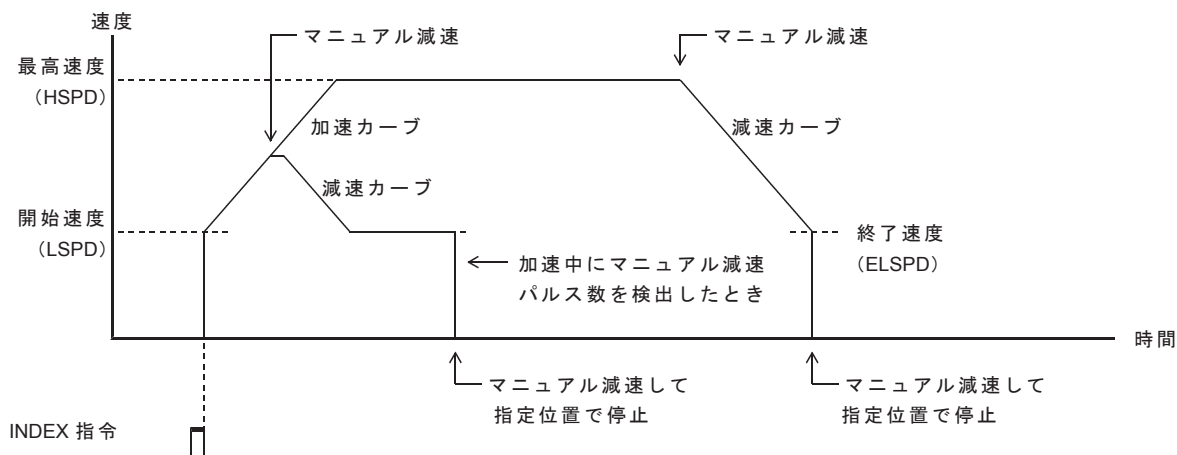 速度
マニュアル減速
マニュアル減速
最高速度
（HSPD）
加速カーブ
減速カーブ
減速カーブ
開始速度
（LSPD）
終了速度
（ELSPD）
加速中にマニュアル減速
パルス数を検出したとき
時間
マニュアル減速して
指定位置で停止
マニュアル減速して
指定位置で停止
INDEX 指令